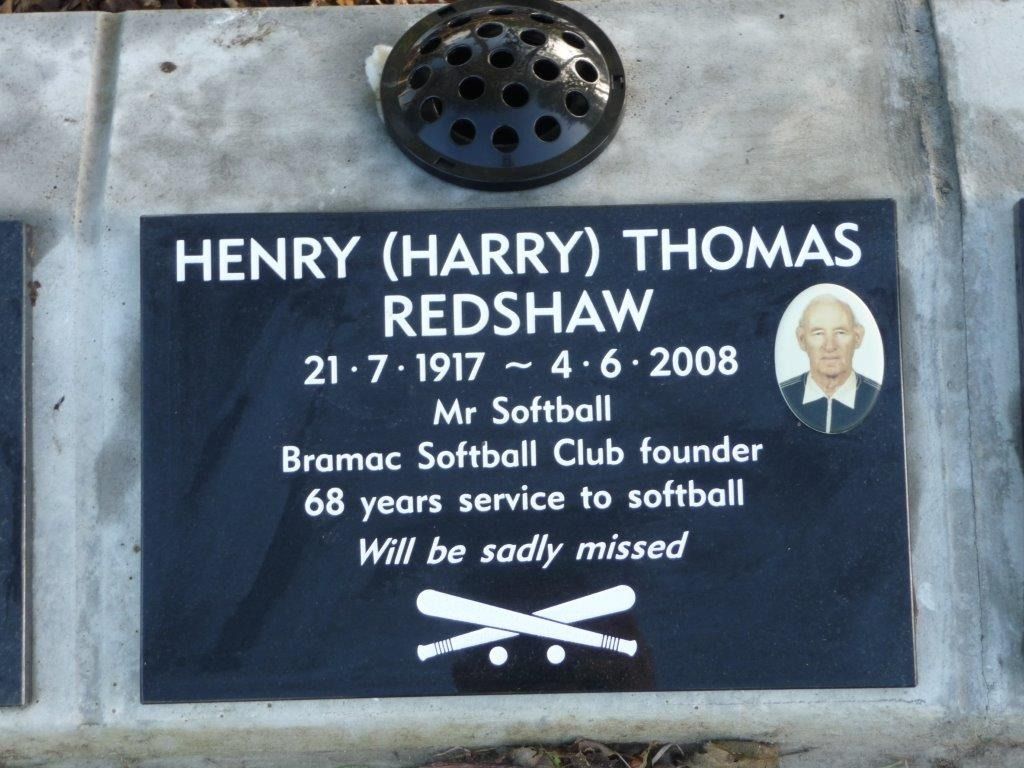 HENRY (HARRY) THOMAS
REDSHAW
21·7·1917 ~ 4·6·2008
Mr Softball
Bramac Softball Club founder
68 years service to softball
Will be sadly missed